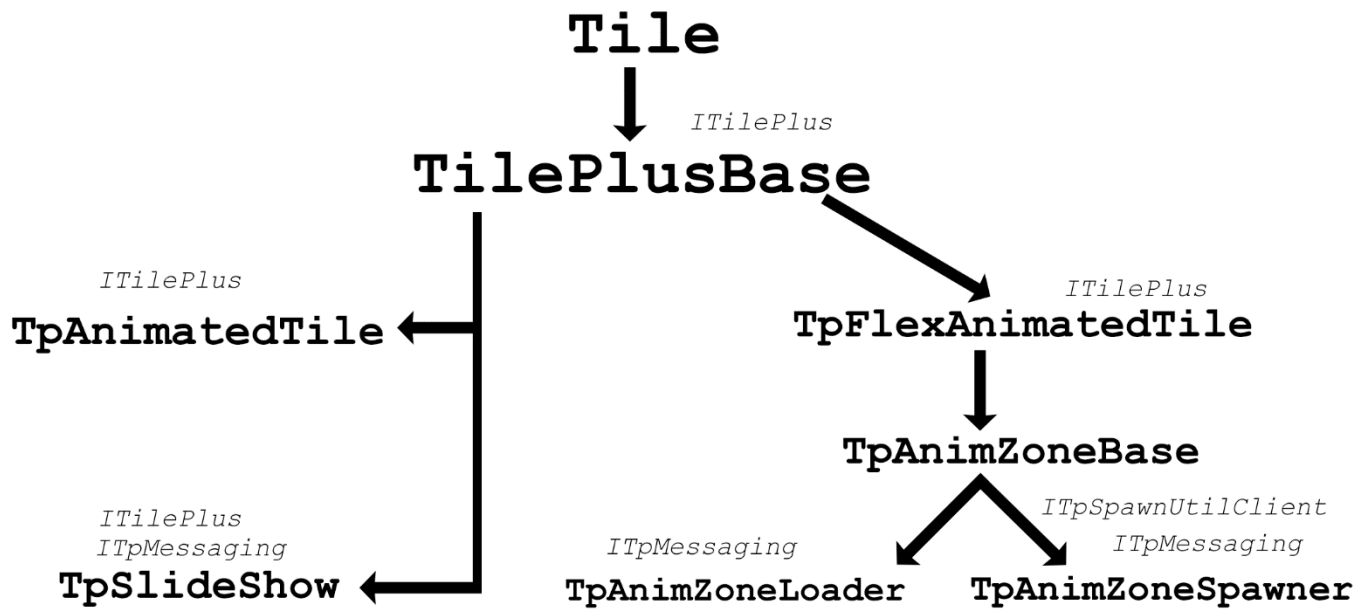 Tile
ITilePlus
TilePlusBase
ITilePlus
TpAnimatedTile
ITilePlus
TpFlexAnimatedTile
TpAnimZoneBase
ITilePlus
ITpMessaging
TpSlideShow
ITpMessaging
TpAnimZoneLoader
ITpSpawnUtilClient
ITpMessaging
TpAnimZoneSpawner